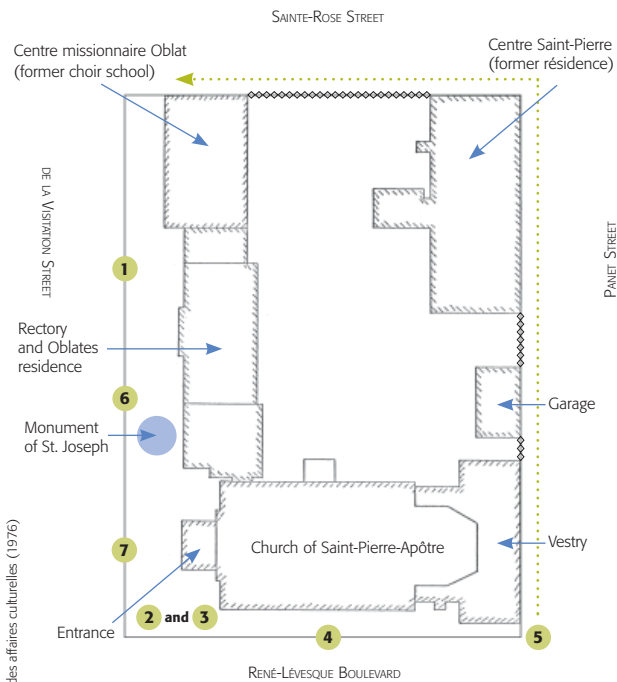 SAINTE-ROSE STREET
Centre missionnaire Oblat
(former choir school)
Centre Saint-Pierre
(former résidence)
DE LA VISITATION STREET
PANET STREET
1
Rectory
and Oblates
residence
6
Monument
of St. Joseph
Garage
7
Church of Saint-Pierre-Apôtre
Vestry
2 and 3
Entrance
4
5
RENÉ-LÉVESQUE BOULEVARD
des affaires culturelles (1976)